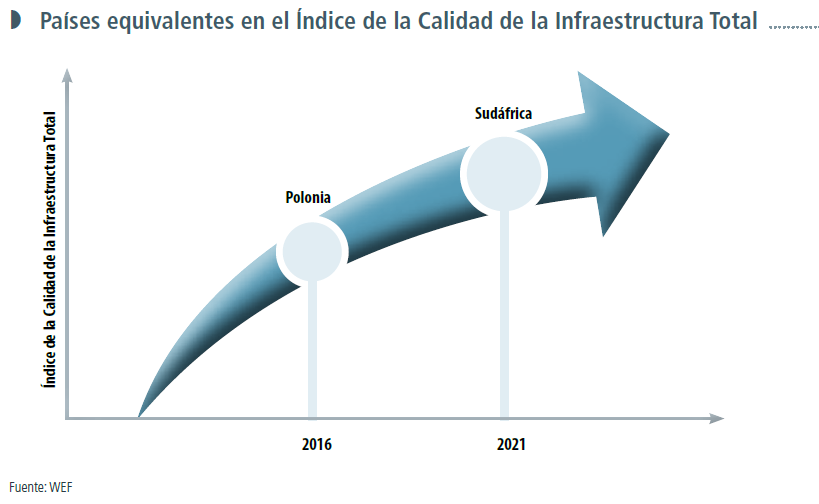 Países equivalentes en el Índice de la Calidad de la Infraestructura Total
Índice de la Calidad de la Infraestructura Total
Sudáfrica
Polonia
2016
2021
Fuente: WEF